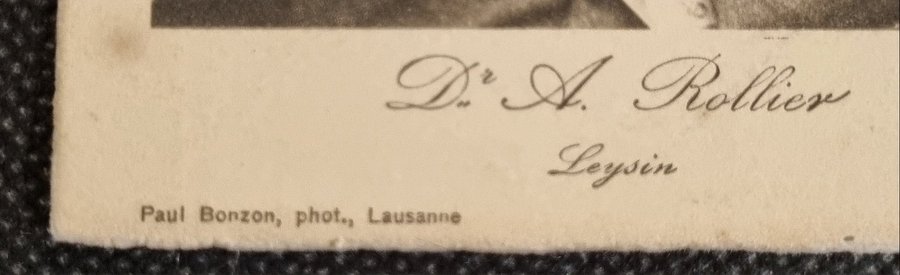 Dr A. Rollier
Leysin
Paul Bonzon, phot., Lausanne